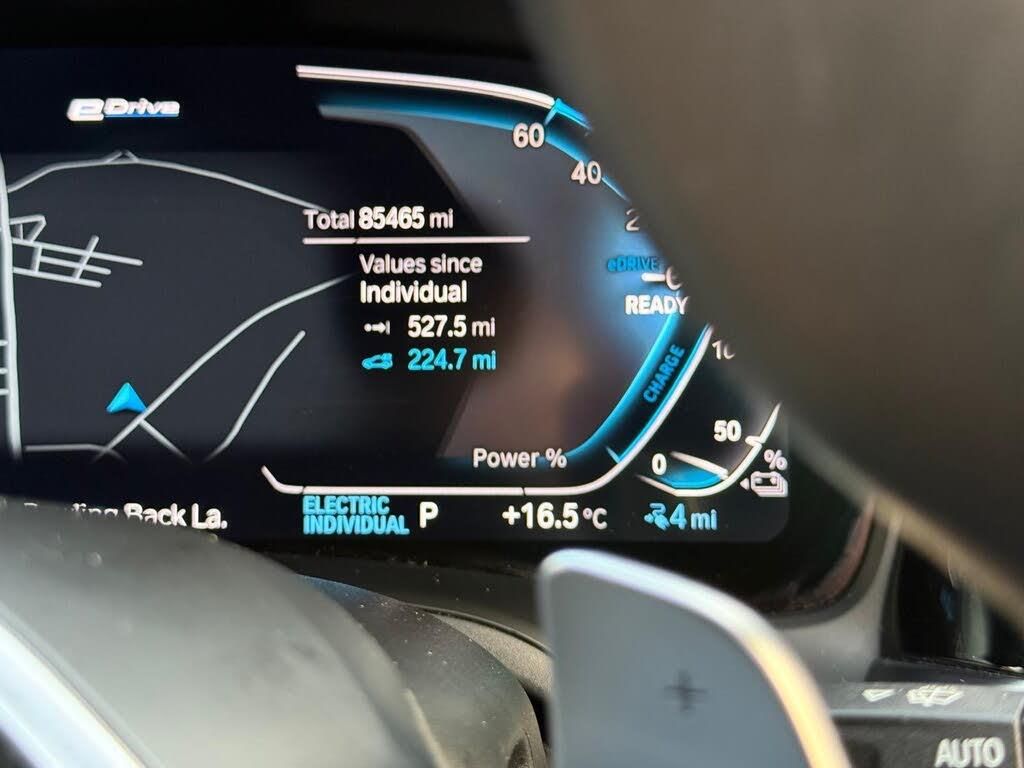 eDrive
60
40
Total 85465 mi
eDRIVE
Values since
Individual
READY
527.5 mi
224.7 mi
CHARGE
50
Power %
0
%
Back La.
ELECTRIC
INDIVIDUAL
P
+16.5°C
4 mi
+
AUTO